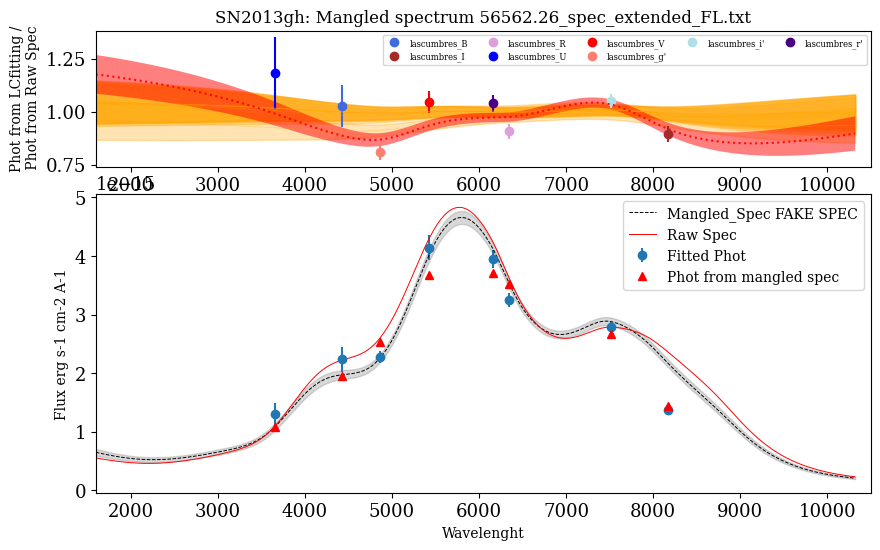 SN2013gh: Mangled spectrum 56562.26_spec_extended_FL.txt
Phot from LCfitting /
Phot from Raw Spec
1.25
1.00
0.75
lascumbres_B
lascumbres_R
lascumbres_V
lascumbres_i'
lascumbres_r'
lascumbres_I
lascumbres_U
lascumbres_g'
2000 3000 4000 5000 6000 7000 8000 9000 10000
Flux erg s-1 cm-2 A-1
5
4
3
2
1
0
Mangled_Spec FAKE SPEC
Raw Spec
Fitted Phot
Phot from mangled spec
2000 3000 4000 5000 6000 7000 8000 9000 10000
Wavelenght